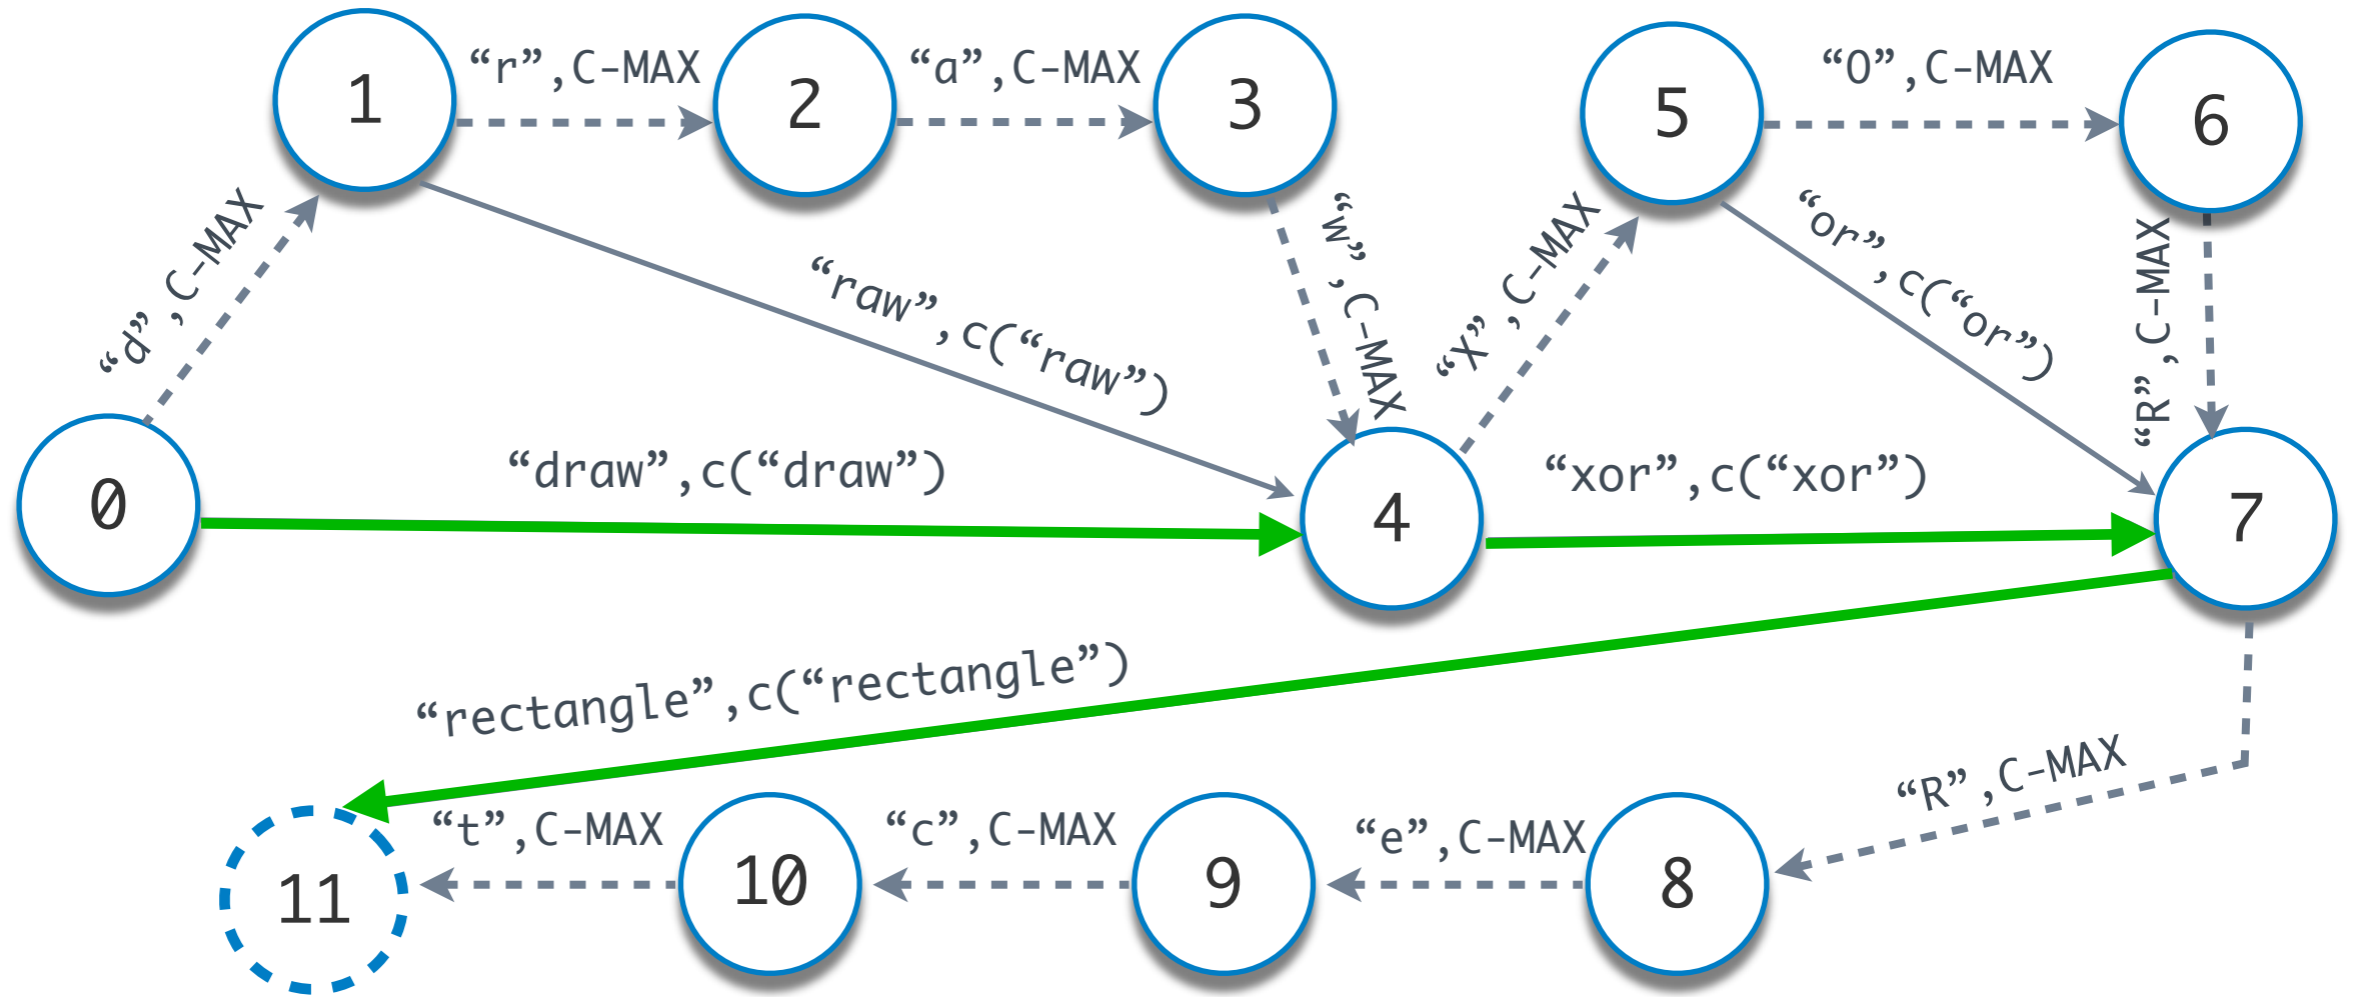 1
“r”,C-MAX
2
“a”,C-MAX
3
5
“O”,C-MAX
6
“d”,C-MAX
“raw”,c(“raw”)
“w”,C-MAX
“X”,C-MAX
“or”,c(“or”)
“R”,C-MAX
0
“draw”,c(“draw”)
4
“xor”,c(“xor”)
7
“rectangle”,c(“rectangle”)
“R”,C-MAX
11
“t”,C-MAX
10
“c”,C-MAX
9
“e”,C-MAX
8